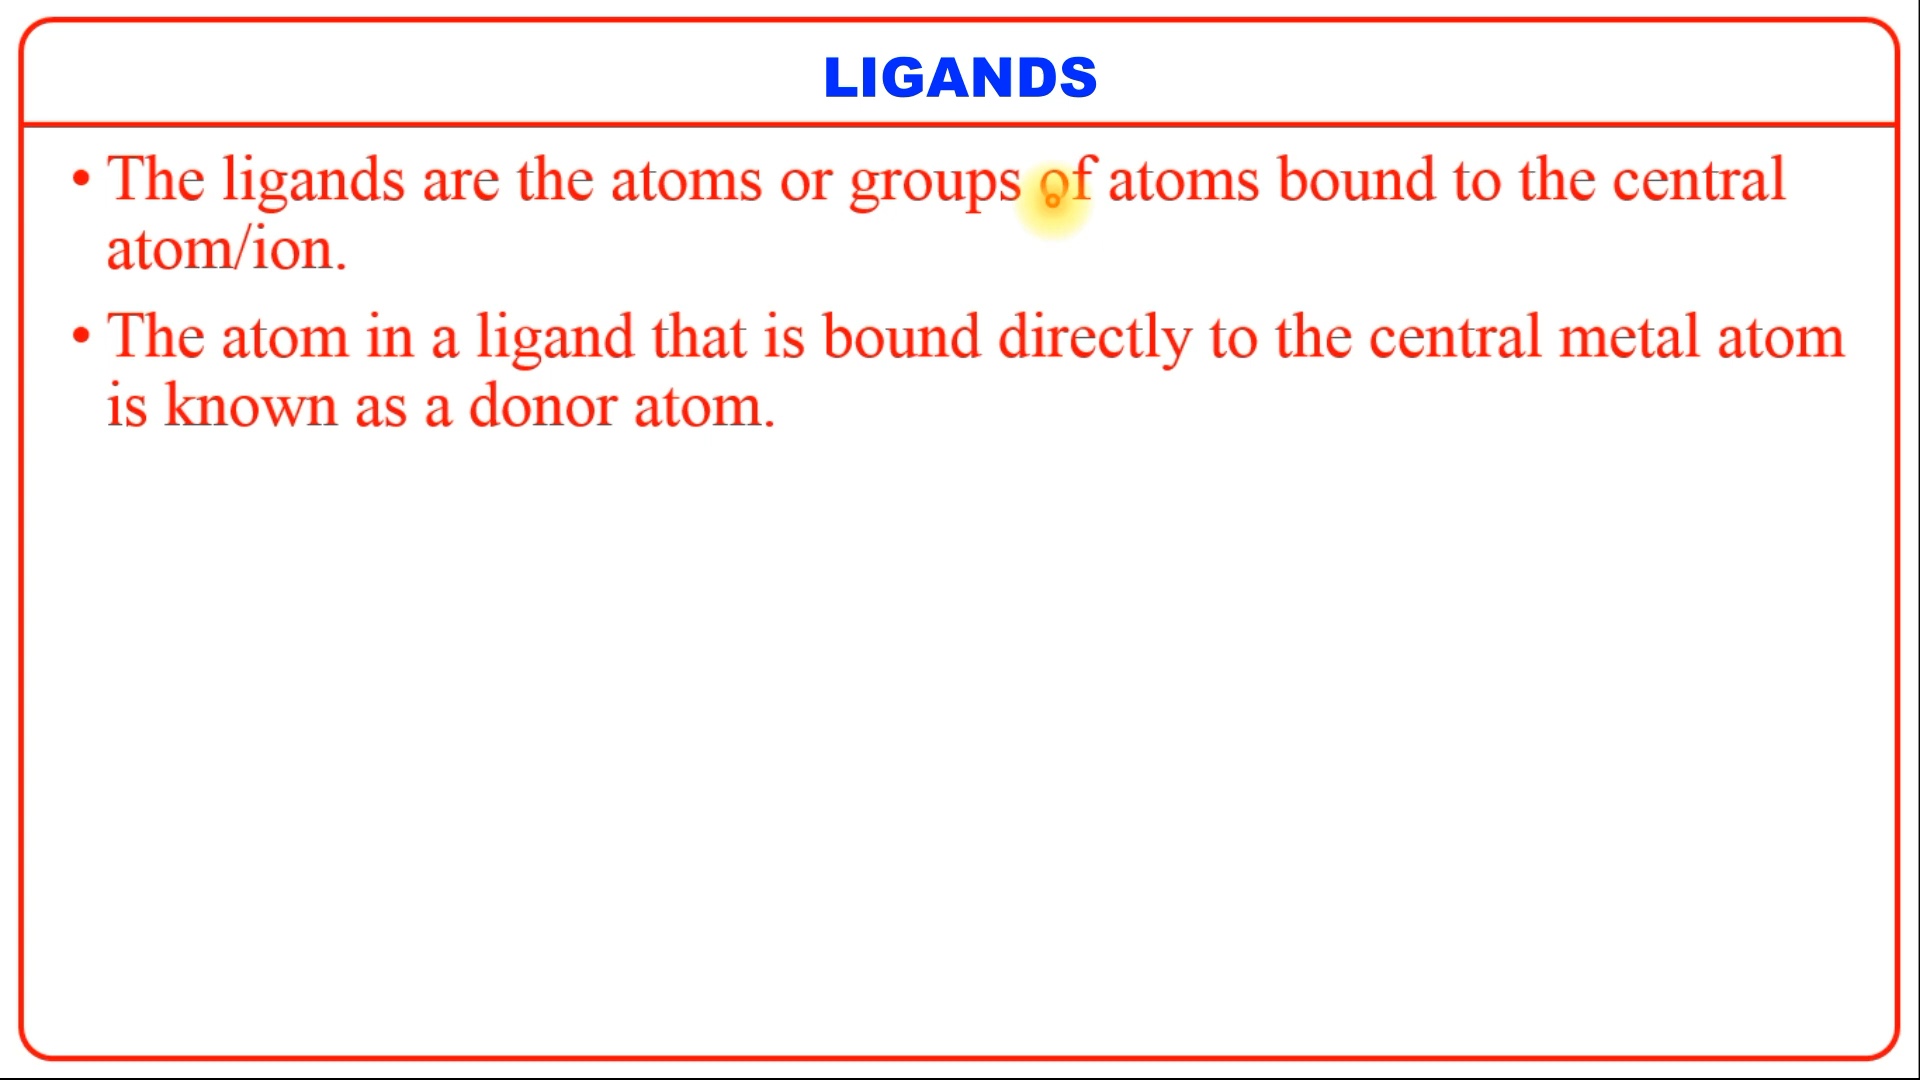 LIGANDS
• The ligands are the atoms or groups of atoms bound to the central
atom/ion.
• The atom in a ligand that is bound directly to the central metal atom
is known as a donor atom.